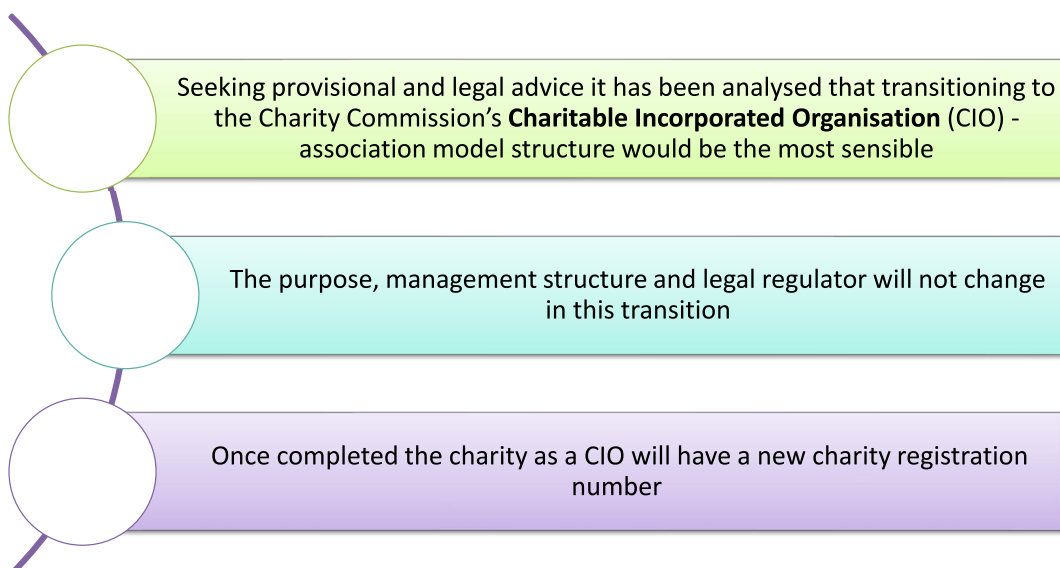 Seeking provisional and legal advice it has been analysed that transitioning to
the Charity Commission’s Charitable Incorporated Organisation (CIO) -
association model structure would be the most sensible
The purpose, management structure and legal regulator will not change
in this transition
Once completed the charity as a CIO will have a new charity registration
number